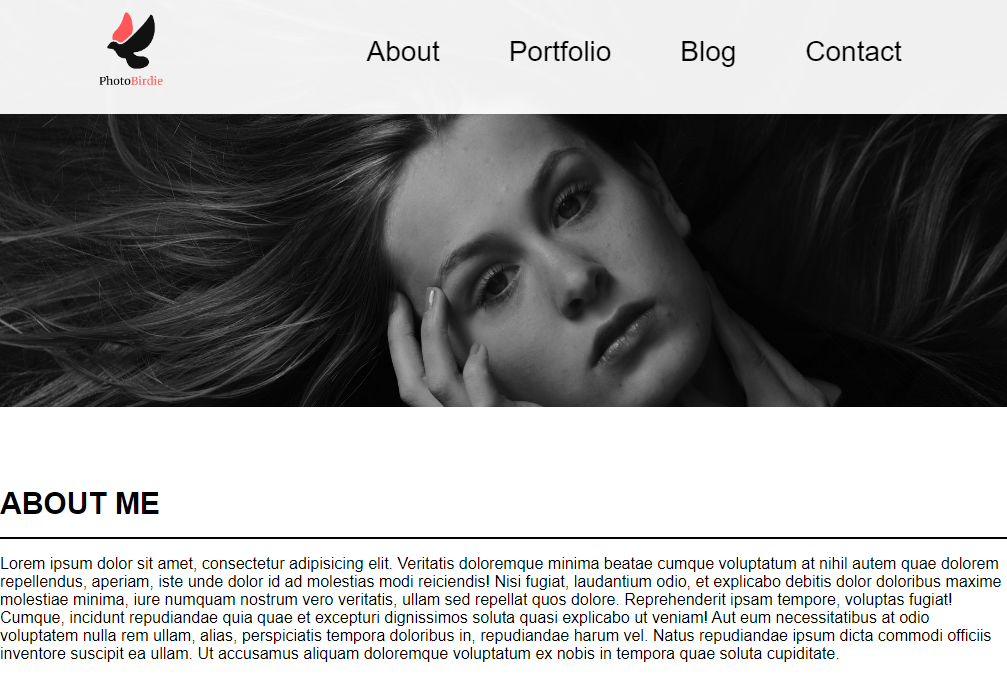 PhotoBirdie
About Portfolio Blog Contact
ABOUT ME
Lorem ipsum dolor sit amet, consectetur adipisicing elit. Veritatis doloremque minima beatae cumque voluptatum at nihil autem quae dolorem
repellendus, aperiam, iste unde dolor id ad molestias modi reiciendis! Nisi fugiat, laudantium odio, et explicabo debitis dolor doloribus maxime
molestiae minima, iure numquam nostrum vero veritatis, ullam sed repellat quos dolore. Reprehenderit ipsam tempore, voluptas fugiat!
Cumque, incidunt repudiandae quia quae et excepturi dignissimos soluta quasi explicabo ut veniam! Aut eum necessitatibus at odio
voluptatem nulla rem ullam, alias, perspiciatis tempora doloribus in, repudiandae harum vel. Natus repudiandae ipsum dicta commodi officiis
inventore suscipit ea ullam. Ut accusamus aliquam doloremque voluptatum ex nobis in tempora quae soluta cupiditate.